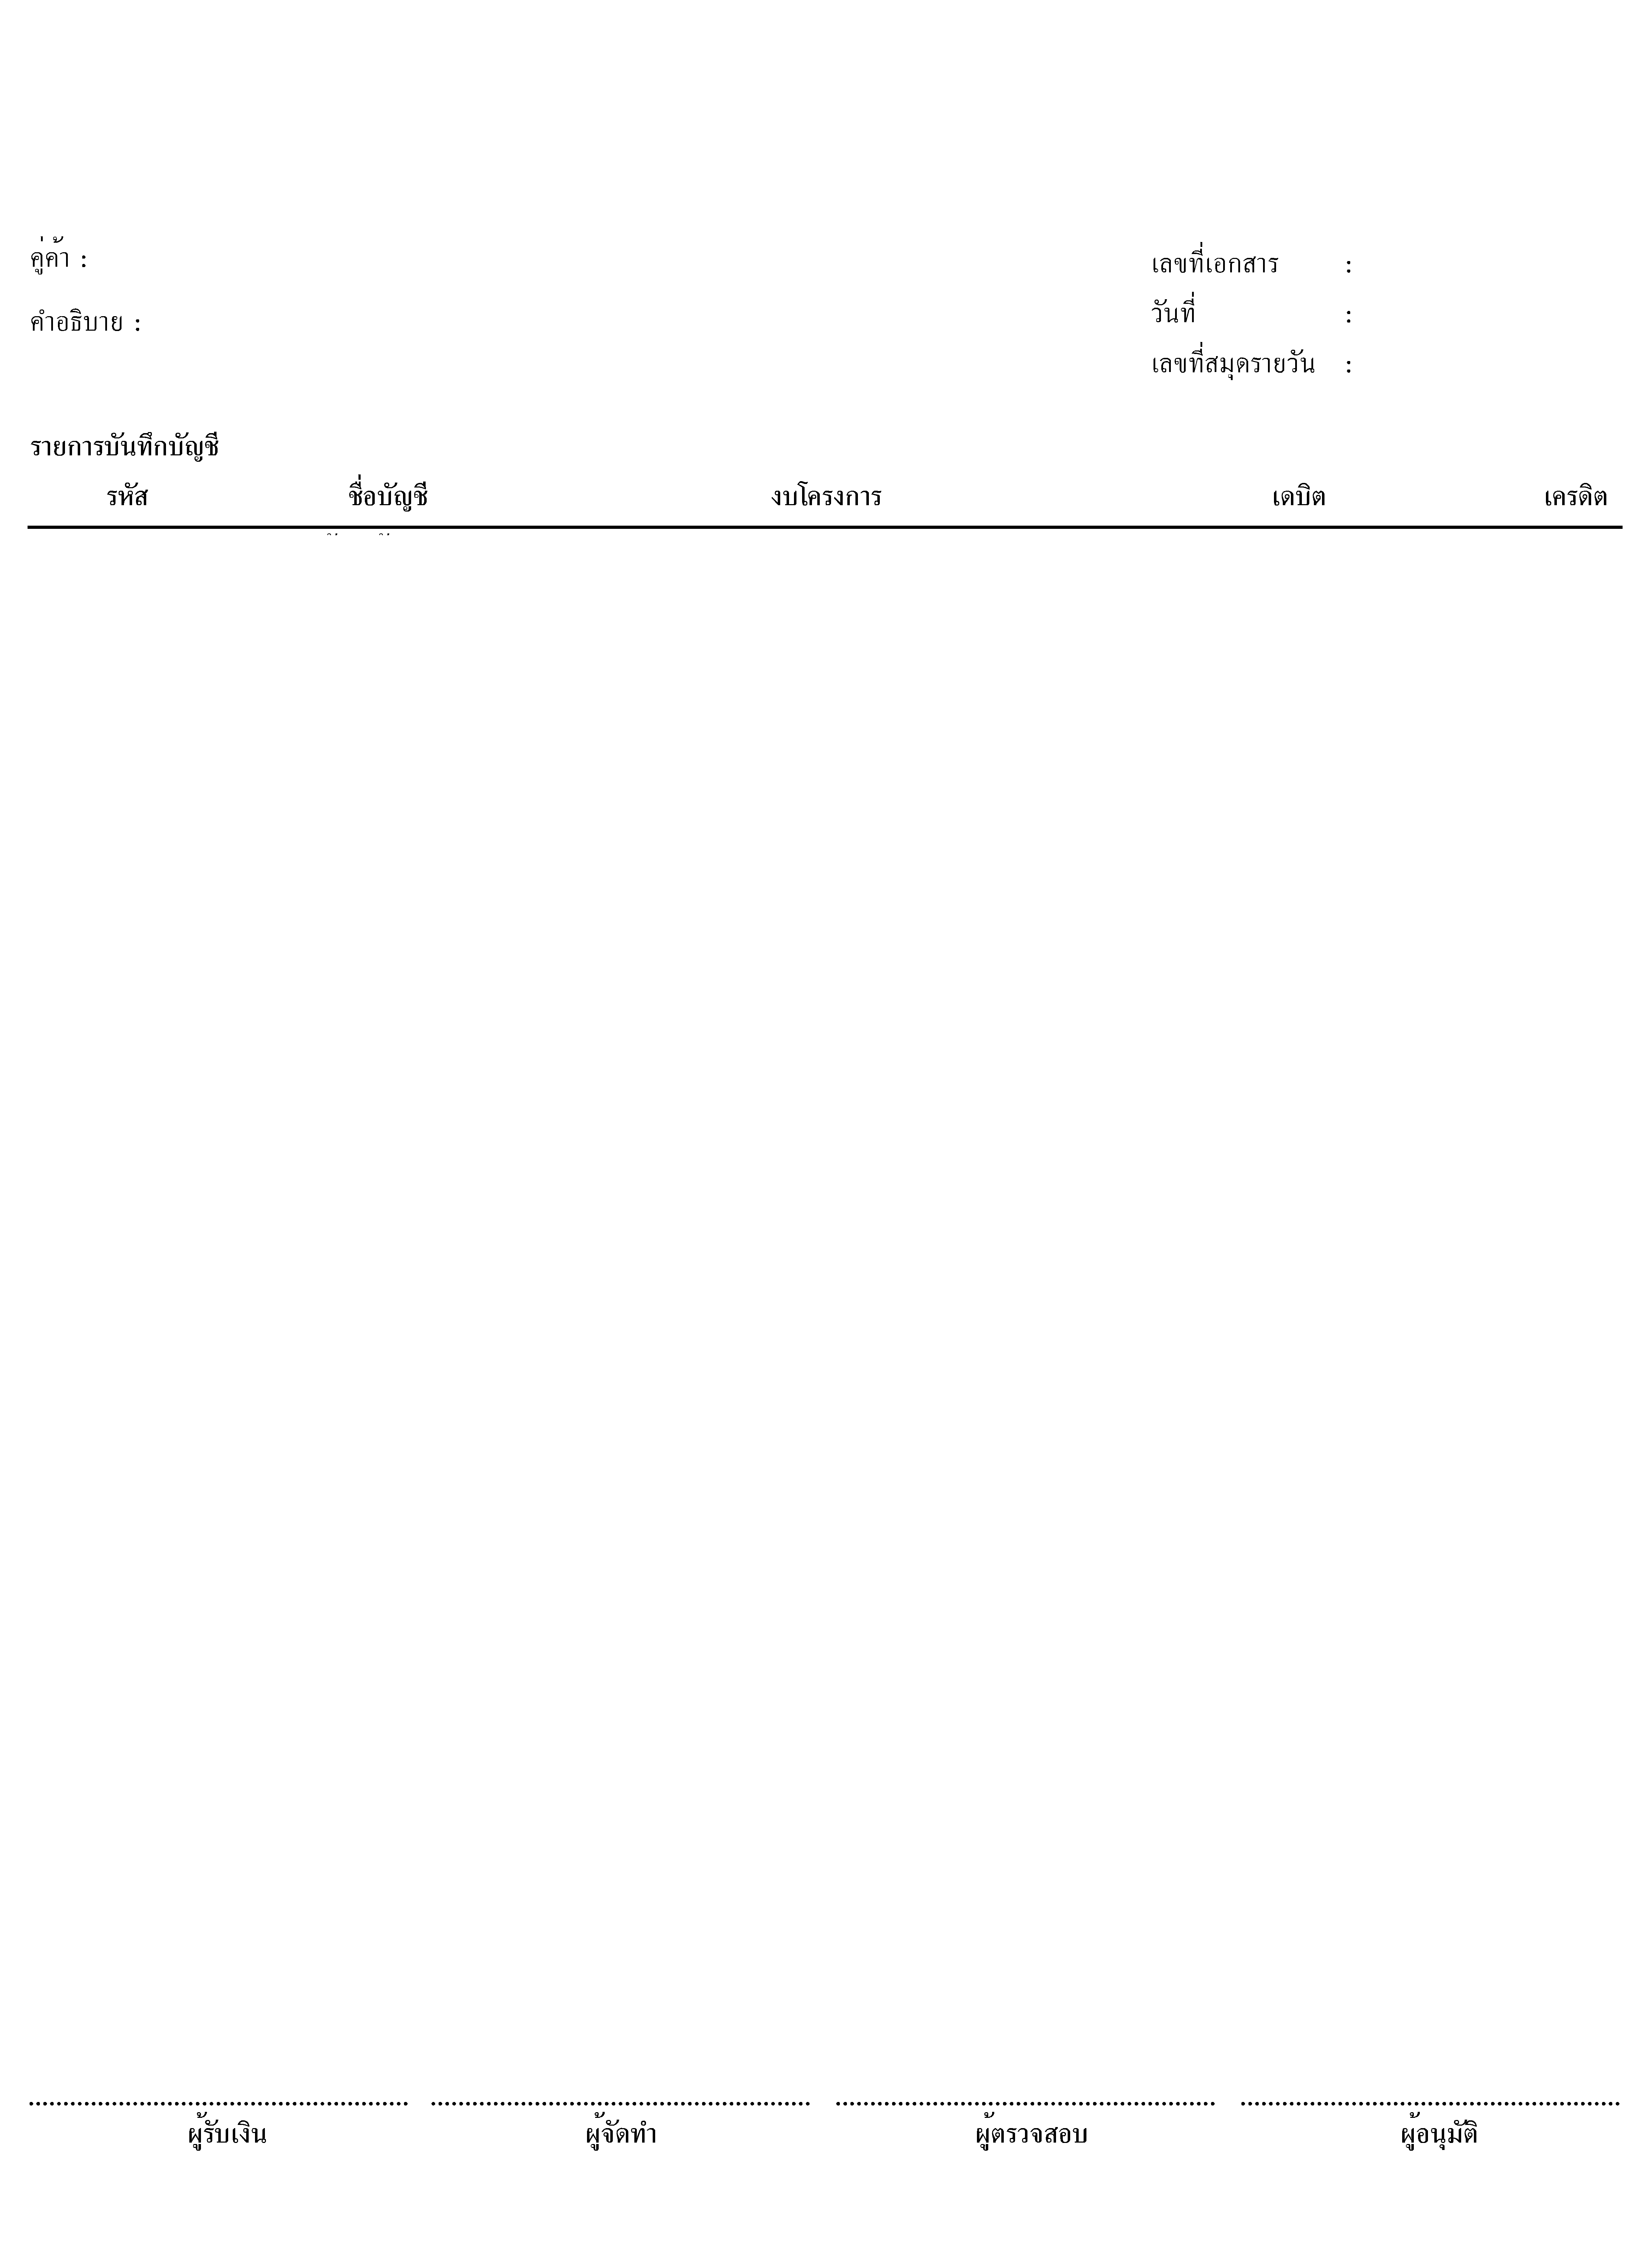 คู่ค้า :
คำอธิบาย :
เลขที่เอกสาร :
วันที่ :
เลขที่สมุดรายวัน :
รายการบันทึกบัญชี
รหัส ชื่อบัญชี งบโครงการ เดบิต เครดิต
ผู้รับเงิน ผู้จัดทำ ผู้ตรวจสอบ ผู้อนุมัติ